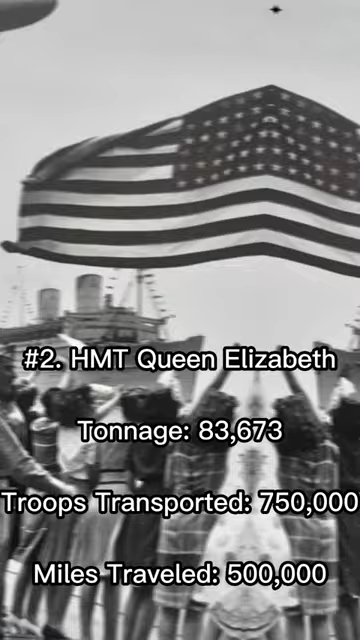 #2. HMT Queen Elizabeth
Tonnage: 83,673
Troops Transported: 750,000
Miles Traveled: 500,000